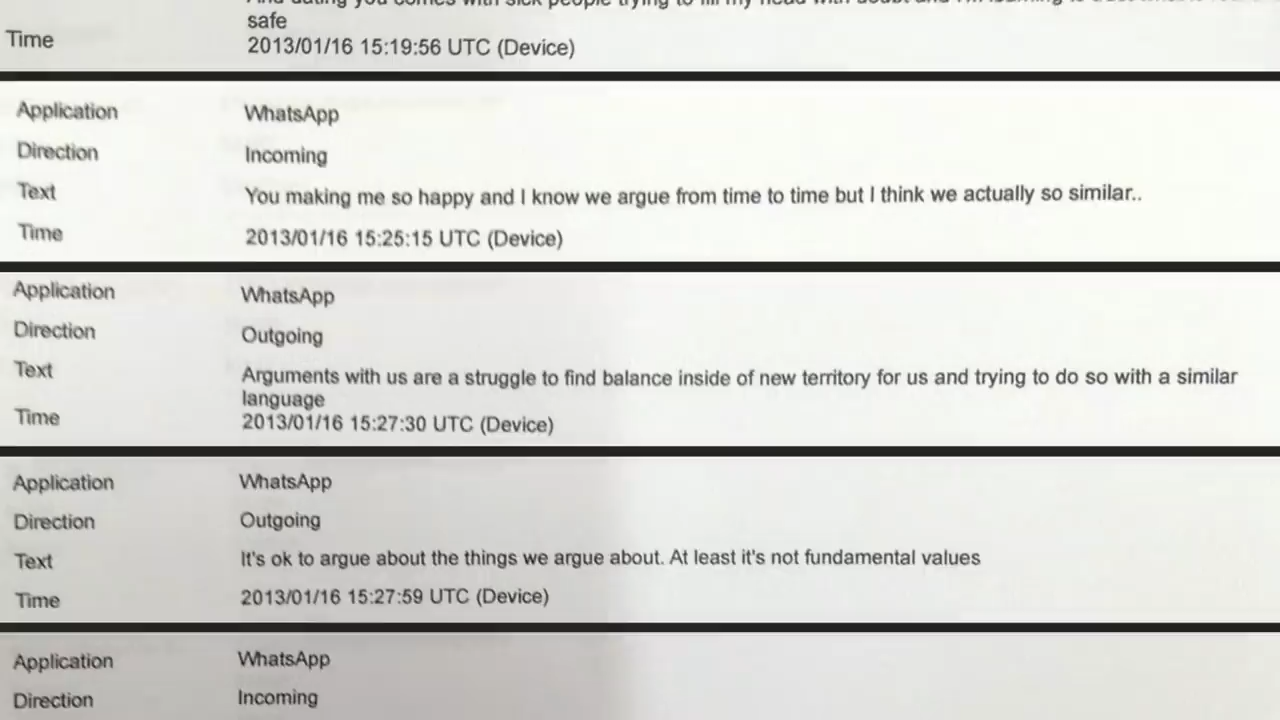 safe
Time 2013/01/16 15:19:56 UTC (Device)
Application WhatsApp
Direction Incoming
Text You making me so happy and I know we argue from time to time but I think we actually so similar..
Time 2013/01/16 15:25:15 UTC (Device)
Application WhatsApp
Direction Outgoing
Text Arguments with us are a struggle to find balance inside of new territory for us and trying to do so with a similar
language
Time 2013/01/16 15:27:30 UTC (Device)
Application WhatsApp
Direction Outgoing
Text It's ok to argue about the things we argue about. At least it's not fundamental values
Time 2013/01/16 15:27:59 UTC (Device)
Application WhatsApp
Direction Incoming